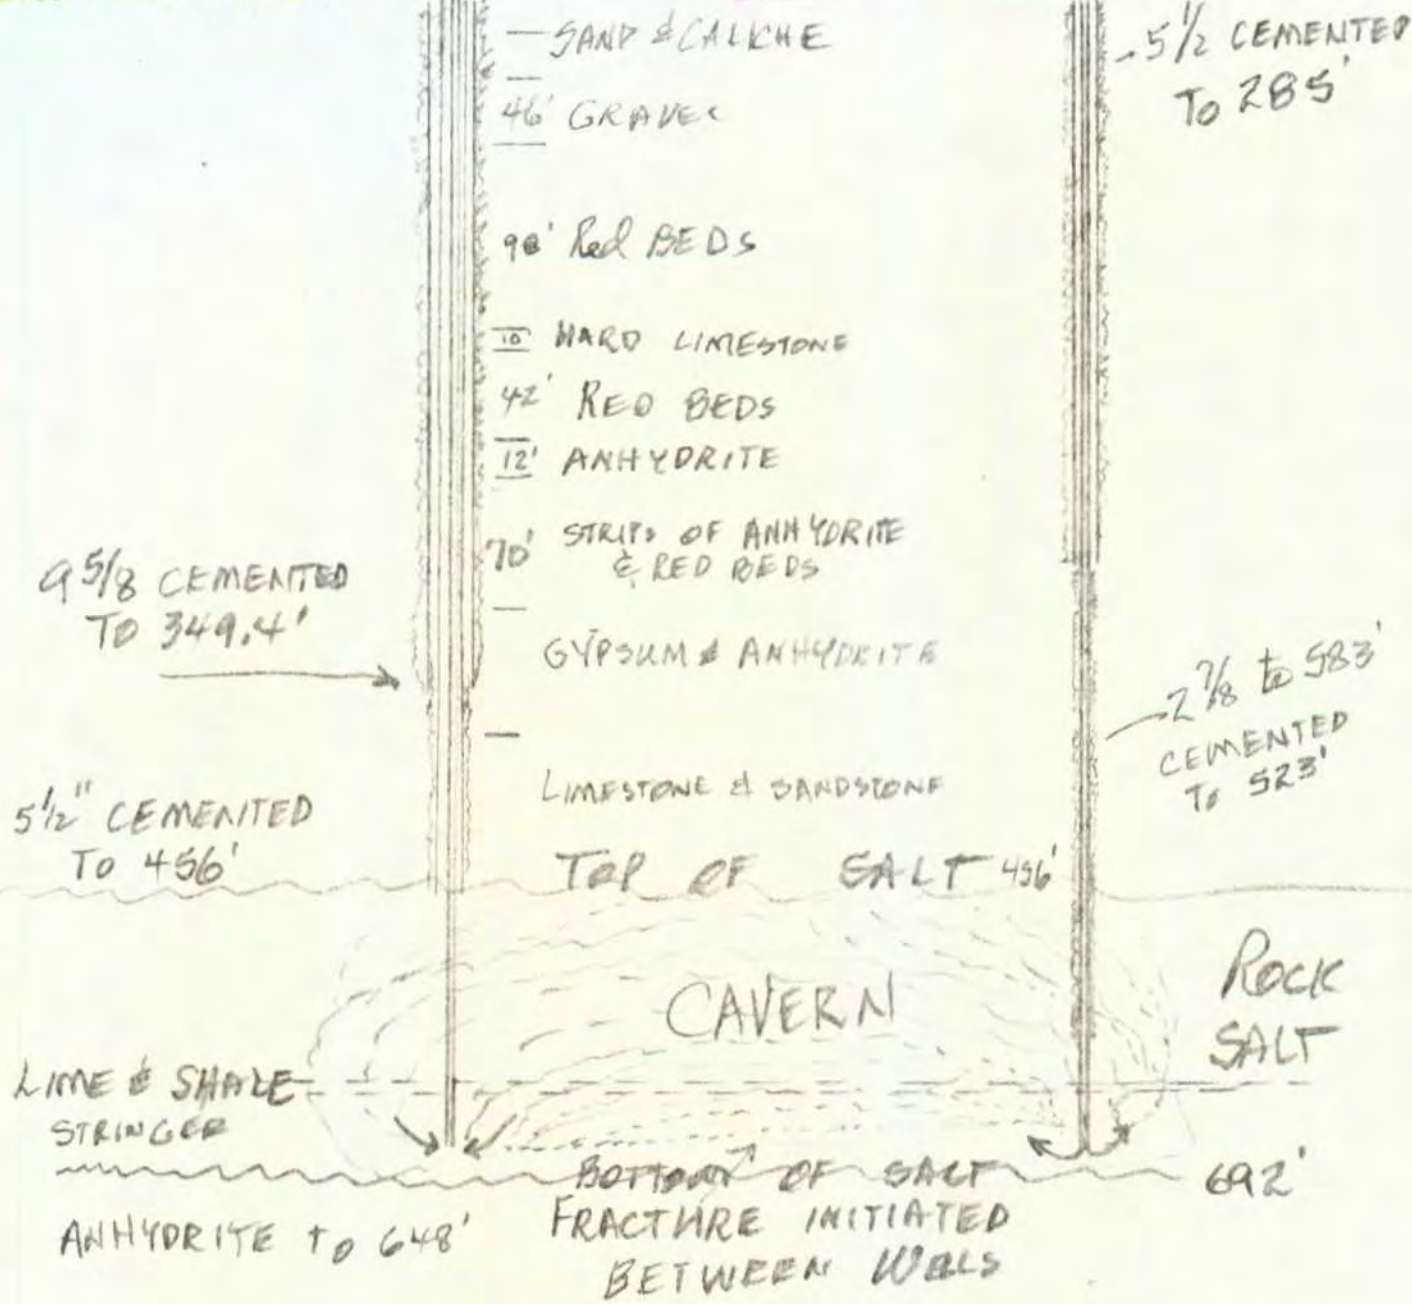 SAND & CALICHE
46' GRAVEL
90' Red BEDS
10' HARD LIMESTONE
42' RED BEDS
12' ANHYDRITE
70' STRIPS OF ANHYDRITE
& RED BEDS
GYPSUM & ANHYDRITE
LIMESTONE & SANDSTONE
TOP OF SALT 456'
5 1/2 CEMENTED
TO 285'
9 5/8 CEMENTED
TO 349.4'
2 7/8 to 583'
CEMENTED
To 523'
5 1/2" CEMENTED
TO 456'
CAVERN
ROCK
SALT
LIME & SHALE
STRINGER
BOTTOM OF SALT
692'
ANHYDRITE to 648'
FRACTURE INITIATED
BETWEEN WELLS